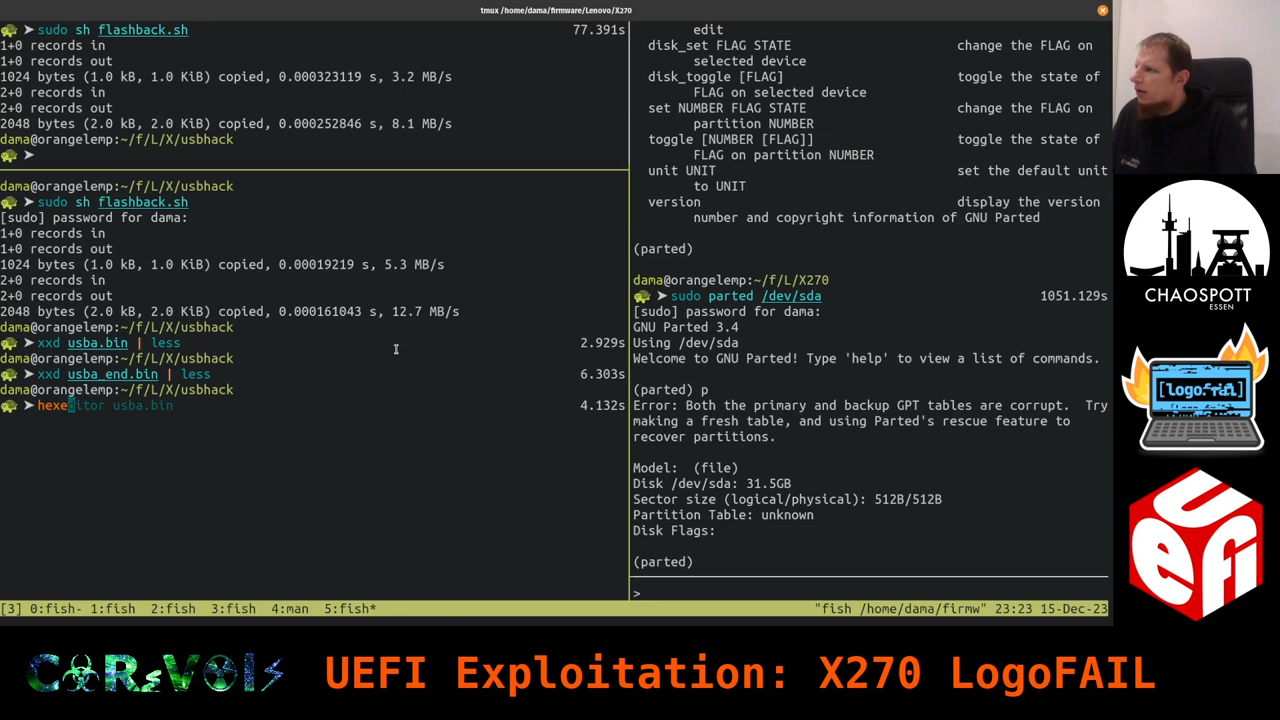 tmux /home/dama/firmware/Lenovo/X270
➤ sudo sh flashback.sh 77.391s
1+0 records in
1+0 records out
1024 bytes (1.0 kB, 1.0 KiB) copied, 0.000323119 s, 3.2 MB/s
2+0 records in
2+0 records out
2048 bytes (2.0 kB, 2.0 KiB) copied, 0.000252846 s, 8.1 MB/s
dama@orangelemp:~/f/L/X/usbhack
➤
dama@orangelemp:~/f/L/X/usbhack
➤ sudo sh flashback.sh
[sudo] password for dama:
1+0 records in
1+0 records out
1024 bytes (1.0 kB, 1.0 KiB) copied, 0.00019219 s, 5.3 MB/s
2+0 records in
2+0 records out
2048 bytes (2.0 kB, 2.0 KiB) copied, 0.000161043 s, 12.7 MB/s
dama@orangelemp:~/f/L/X/usbhack
➤ xxd usba.bin | less 2.929s
dama@orangelemp:~/f/L/X/usbhack
➤ xxd usba_end.bin | less 6.303s
dama@orangelemp:~/f/L/X/usbhack
➤ hexeditor usba.bin 4.132s
edit
disk_set FLAG STATE change the FLAG on
selected device
disk_toggle [FLAG] toggle the state of
FLAG on selected device
set NUMBER FLAG STATE change the FLAG on
partition NUMBER
toggle [NUMBER [FLAG]] toggle the state of
FLAG on partition NUMBER
unit UNIT set the default unit
to UNIT
version display the version
number and copyright information of GNU Parted
(parted)
dama@orangelemp:~/f/L/X270
➤ sudo parted /dev/sda 1051.129s
[sudo] password for dama:
GNU Parted 3.4
Using /dev/sda
Welcome to GNU Parted! Type 'help' to view a list of commands.
(parted) p
Error: Both the primary and backup GPT tables are corrupt. Try
making a fresh table, and using Parted's rescue feature to
recover partitions.
Model: (file)
Disk /dev/sda: 31.5GB
Sector size (logical/physical): 512B/512B
Partition Table: unknown
Disk Flags:
(parted)
>
[3] 0:fish- 1:fish 2:fish 3:fish 4:man 5:fish* "fish /home/dama/firmw" 23:23 15-Dec-23
CHAOSPOTT
ESSEN
[logofail]
UEFI
UEFI Exploitation: X270 LogoFAIL